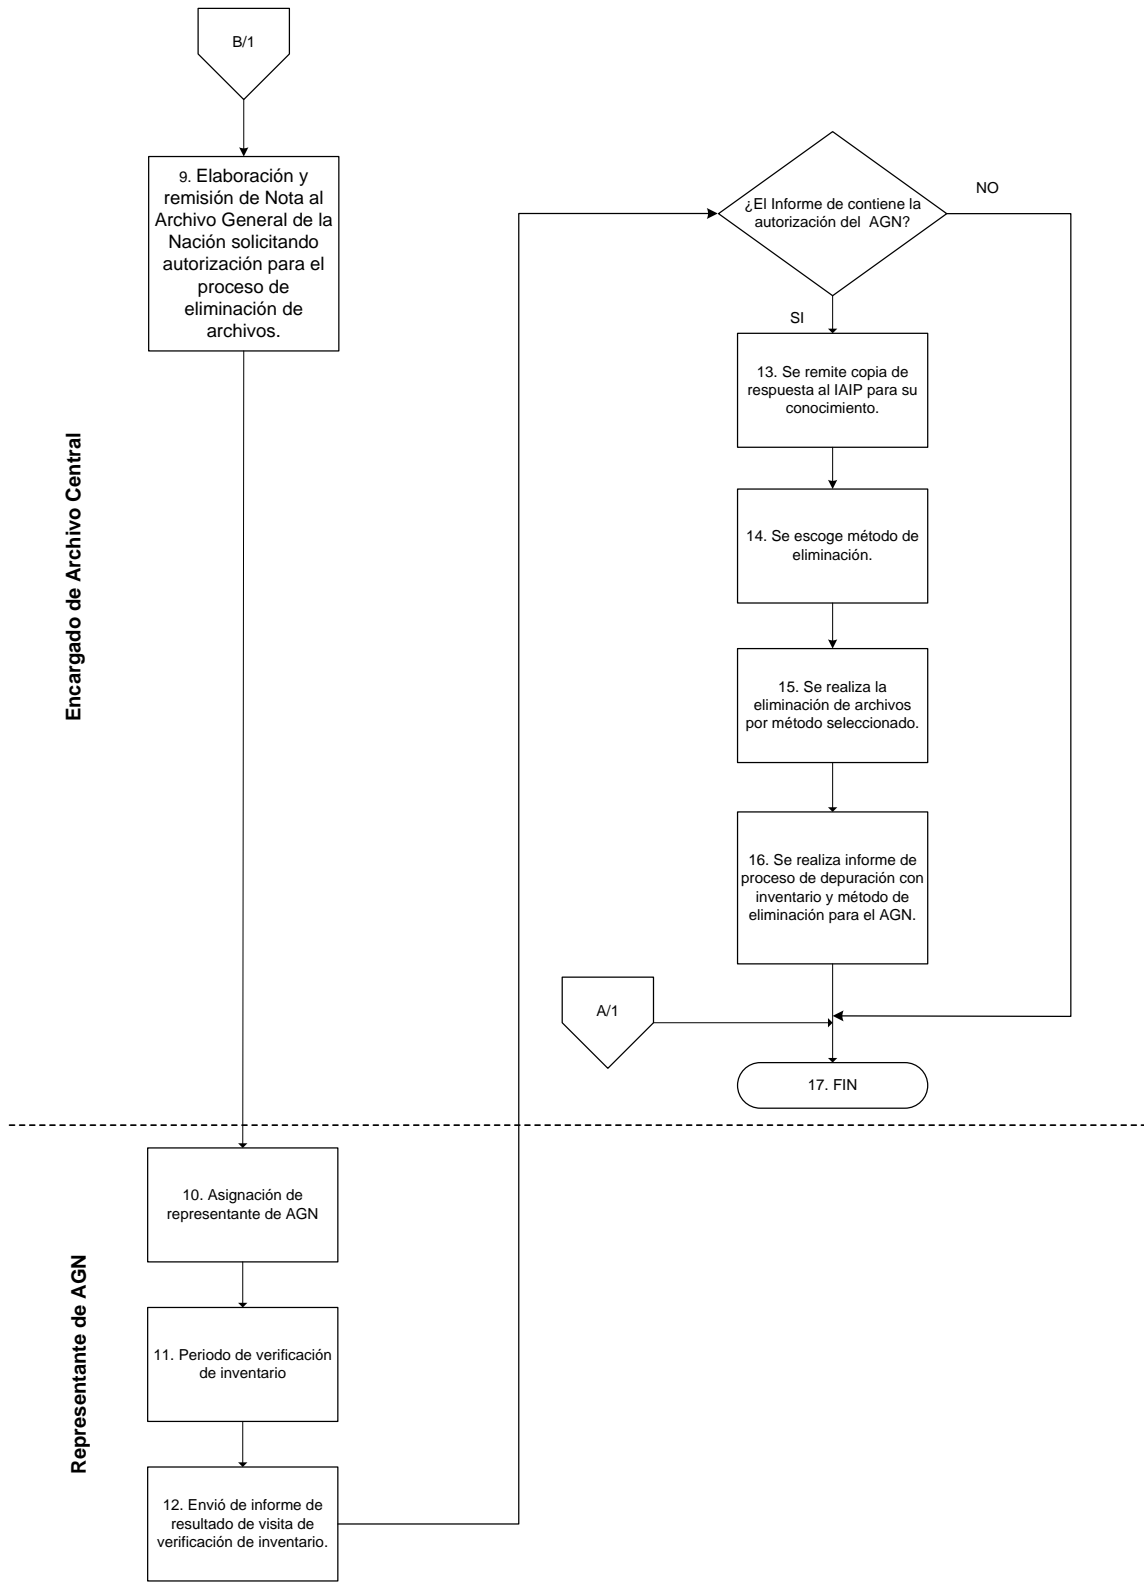 B/1
9. Elaboración y
remisión de Nota al
Archivo General de la
Nación solicitando
autorización para el
proceso de
eliminación de
archivos.
Encargado de Archivo Central
10. Asignación de
representante de AGN
11. Periodo de verificación
de inventario
12. Envió de informe de
resultado de visita de
verificación de inventario.
Representante de AGN
¿El Informe de contiene la
autorización del AGN?
NO
SI
13. Se remite copia de
respuesta al IAIP para su
conocimiento.
14. Se escoge método de
eliminación.
15. Se realiza la
eliminación de archivos
por método seleccionado.
16. Se realiza informe de
proceso de depuración con
inventario y método de
eliminación para el AGN.
A/1
17. FIN